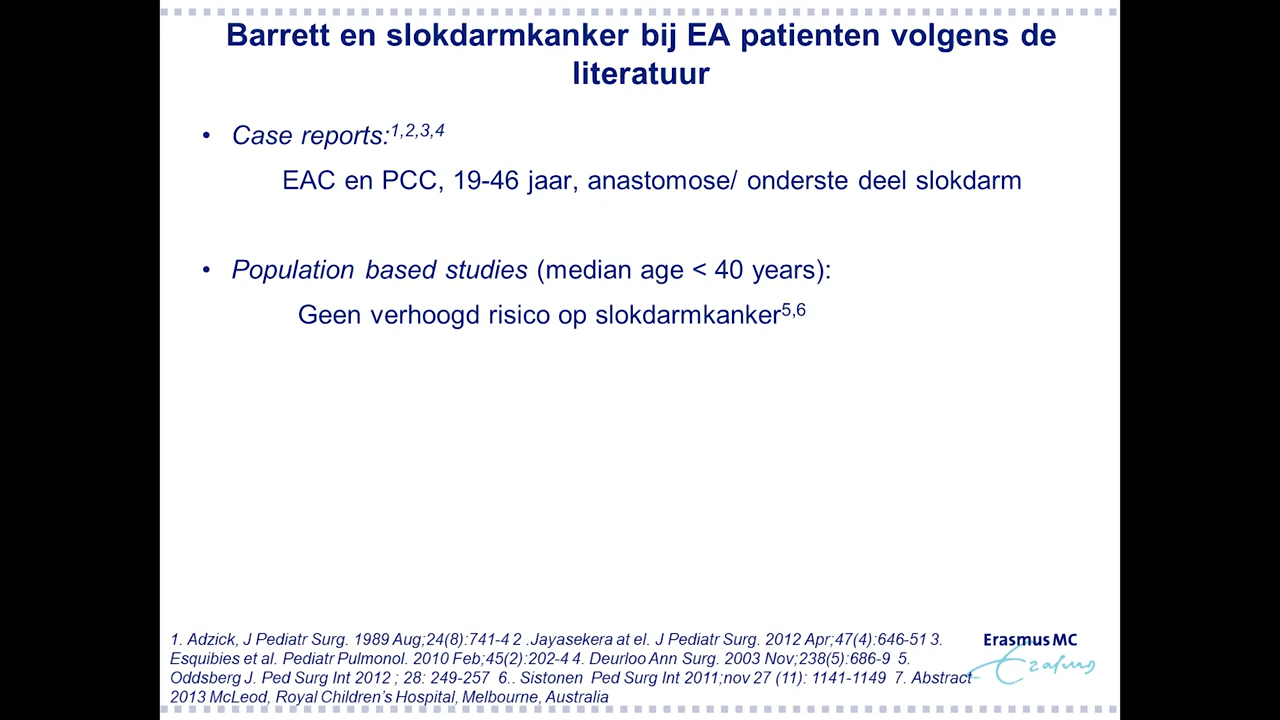 Barrett en slokdarmkanker bij EA patienten volgens de
literatuur
• Case reports:1,2,3,4
EAC en PCC, 19-46 jaar, anastomose/ onderste deel slokdarm
• Population based studies (median age < 40 years):
Geen verhoogd risico op slokdarmkanker5,6
1. Adzick, J Pediatr Surg. 1989 Aug;24(8):741-4 2 .Jayasekera at el. J Pediatr Surg. 2012 Apr;47(4):646-51 3.
Esquibies et al. Pediatr Pulmonol. 2010 Feb;45(2):202-4 4. Deurloo Ann Surg. 2003 Nov;238(5):686-9 5.
Oddsberg J. Ped Surg Int 2012 ; 28: 249-257 6.. Sistonen Ped Surg Int 2011;nov 27 (11): 1141-1149 7. Abstract
2013 McLeod, Royal Children's Hospital, Melbourne, Australia
Erasmus MC
Erasmus